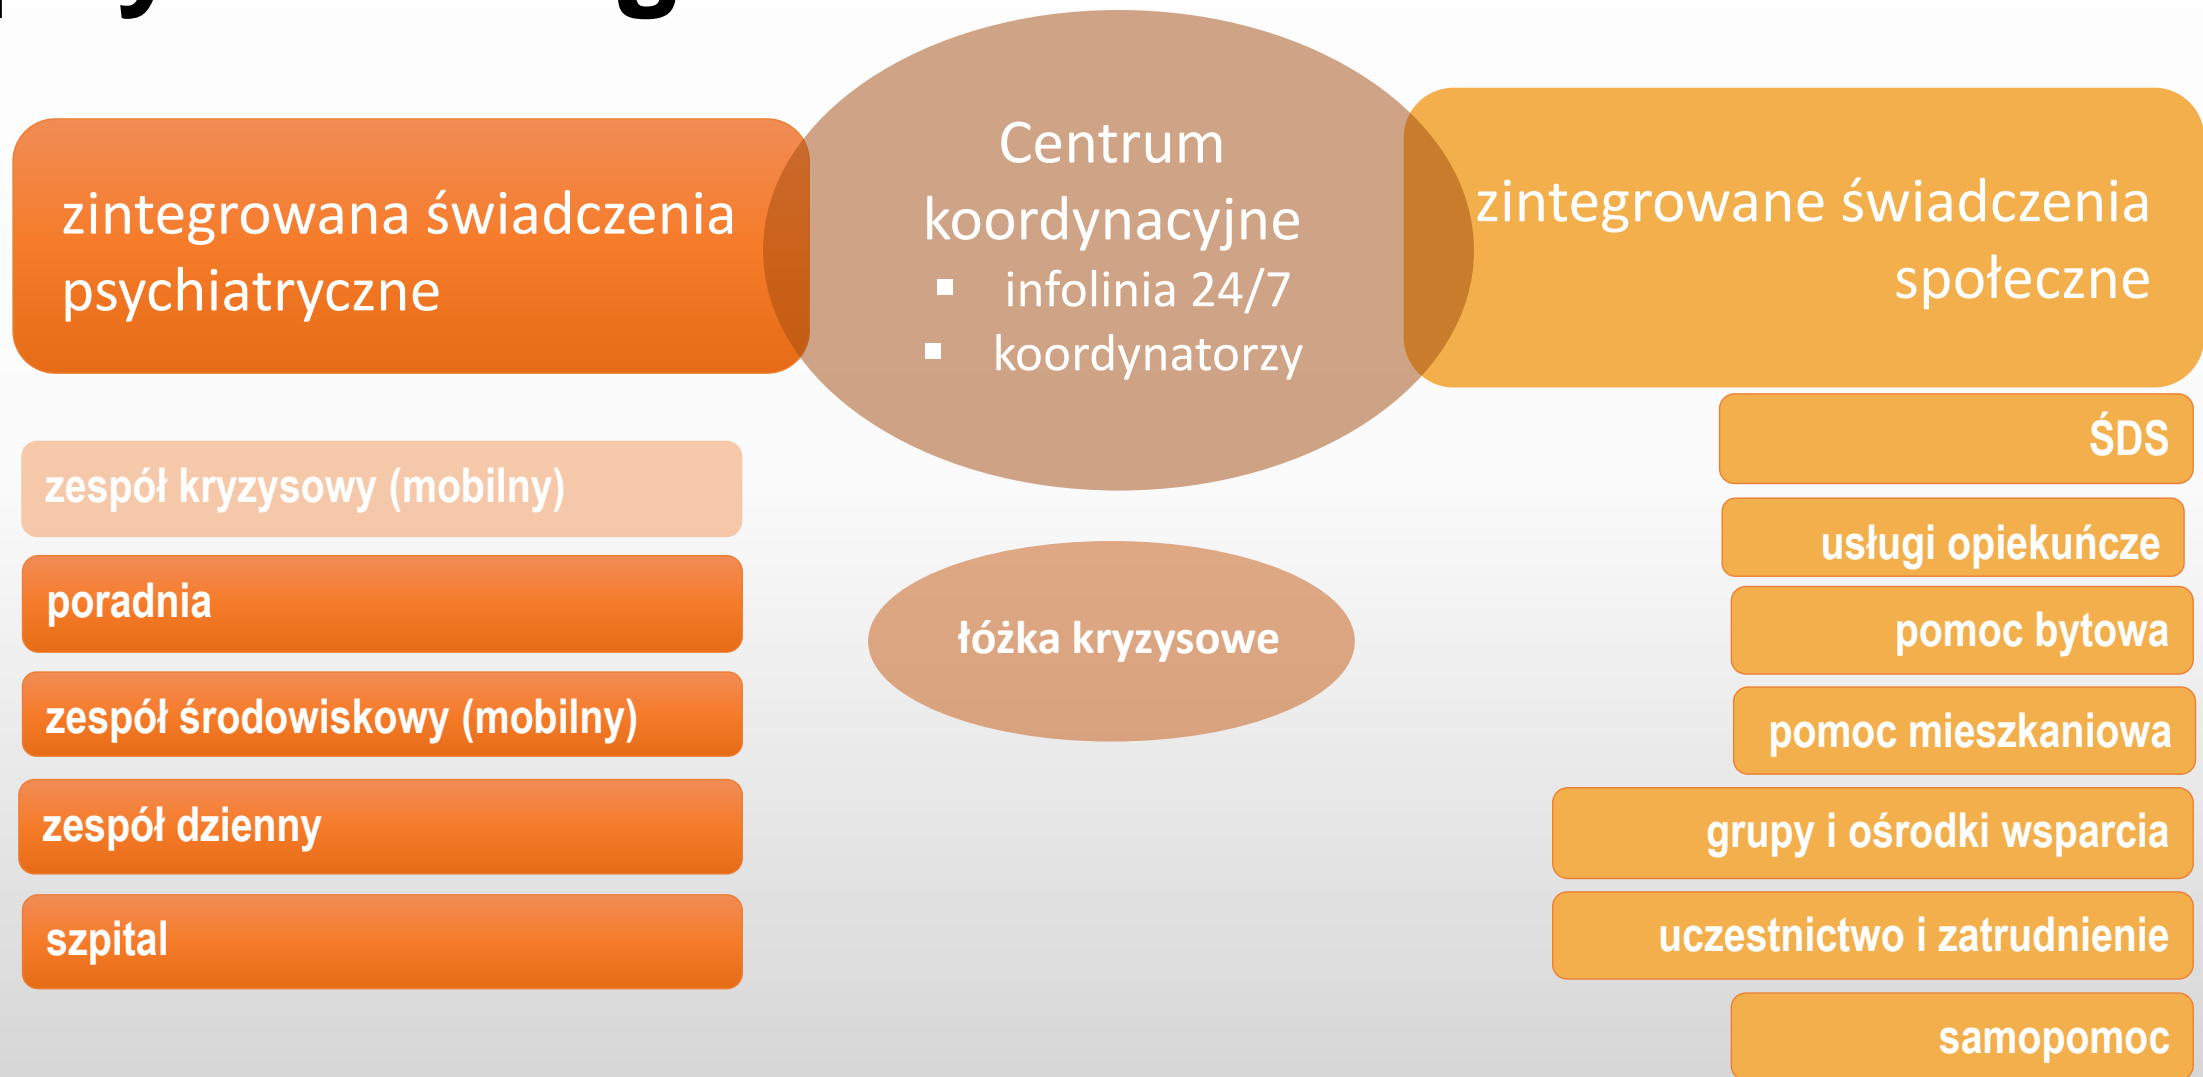 zintegrowana świadczenia
psychiatryczne
zespół kryzysowy (mobilny)
poradnia
zespół środowiskowy (mobilny)
zespół dzienny
szpital
Centrum
koordynacyjne
▪ infolinia 24/7
▪ koordynatorzy
łóżka kryzysowe
zintegrowane świadczenia
społeczne
ŚDS
usługi opiekuńcze
pomoc bytowa
pomoc mieszkaniowa
grupy i ośrodki wsparcia
uczestnictwo i zatrudnienie
samopomoc